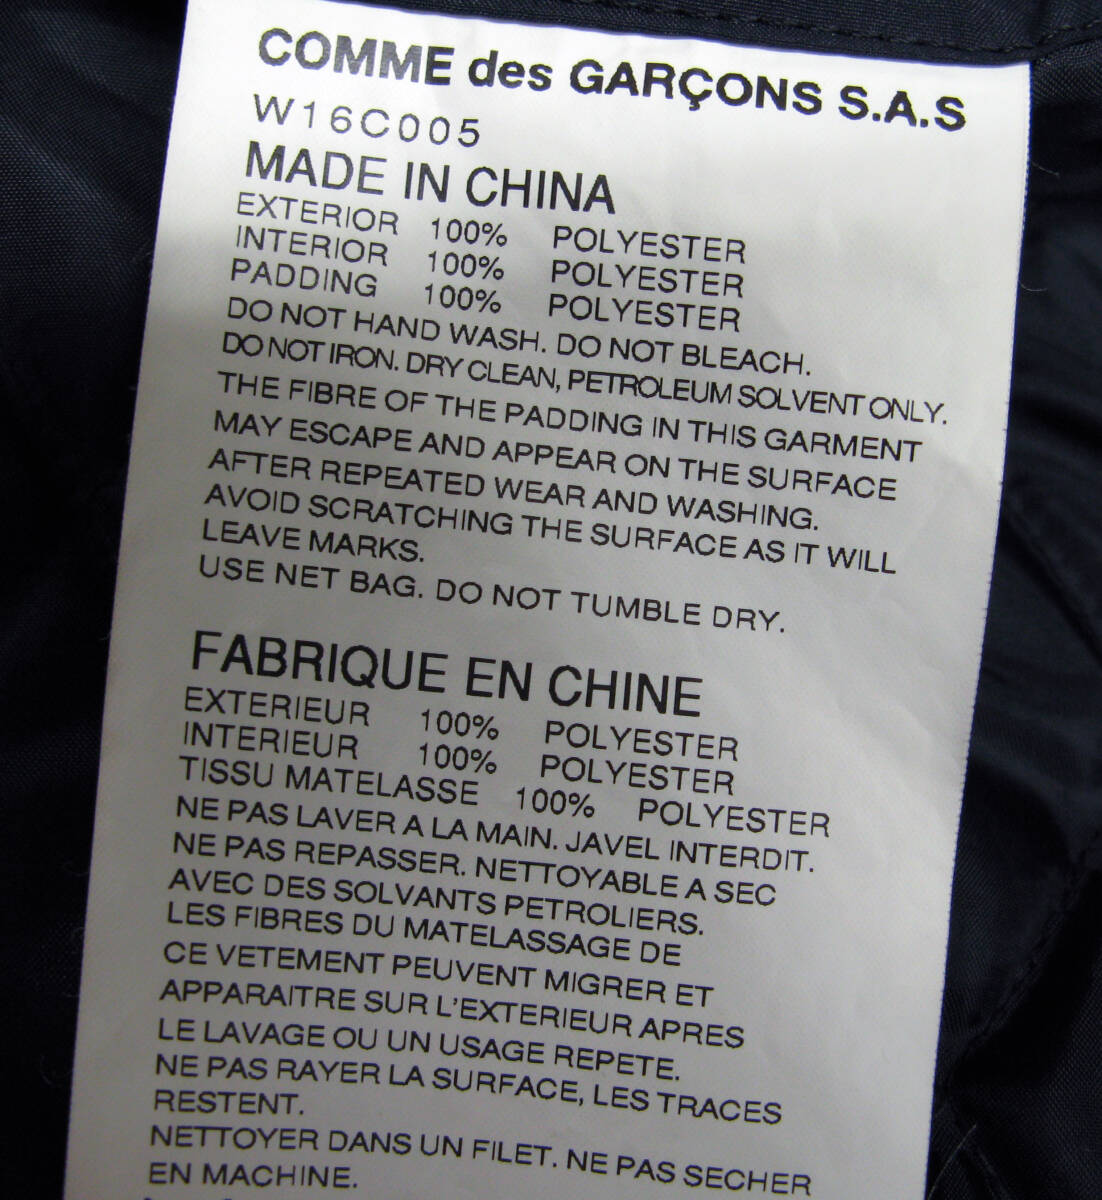 COMME des GARÇONS S.A.S
W16C005
MADE IN CHINA
EXTERIOR 100% POLYESTER
INTERIOR 100% POLYESTER
PADDING 100% POLYESTER
DO NOT HAND WASH. DO NOT BLEACH.
DO NOT IRON. DRY CLEAN, PETROLEUM SOLVENT ONLY.
THE FIBRE OF THE PADDING IN THIS GARMENT
MAY ESCAPE AND APPEAR ON THE SURFACE
AFTER REPEATED WEAR AND WASHING.
AVOID SCRATCHING THE SURFACE AS IT WILL
LEAVE MARKS.
USE NET BAG. DO NOT TUMBLE DRY.
FABRIQUE EN CHINE
EXTERIEUR 100% POLYESTER
INTERIEUR 100% POLYESTER
TISSU MATELASSE 100% POLYESTER
NE PAS LAVER A LA MAIN. JAVEL INTERDIT.
NE PAS REPASSER. NETTOYABLE A SEC
AVEC DES SOLVANTS PETROLIERS.
LES FIBRES DU MATELASSAGE DE
CE VETEMENT PEUVENT MIGRER ET
APPARAITRE SUR L'EXTERIEUR APRES
LE LAVAGE OU UN USAGE REPETE.
NE PAS RAYER LA SURFACE, LES TRACES
RESTENT.
NETTOYER DANS UN FILET. NE PAS SECHER
EN MACHINE.